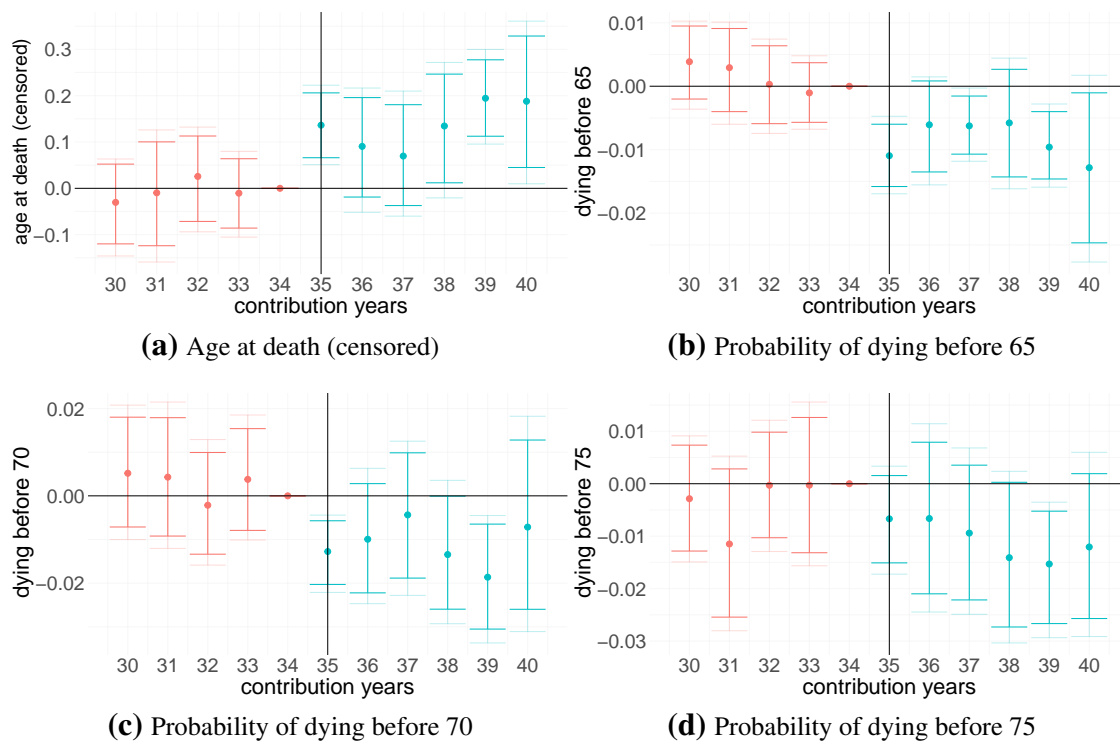 age at death (censored)
0.3
0.2
0.1
0.0
−0.1
30 31 32 33 34 35 36 37 38 39 40
contribution years
(a) Age at death (censored)
dying before 65
0.01
0.00
−0.01
−0.02
30 31 32 33 34 35 36 37 38 39 40
contribution years
(b) Probability of dying before 65
dying before 70
0.02
0.00
−0.02
30 31 32 33 34 35 36 37 38 39 40
contribution years
(c) Probability of dying before 70
dying before 75
0.01
0.00
−0.01
−0.02
−0.03
30 31 32 33 34 35 36 37 38 39 40
contribution years
(d) Probability of dying before 75